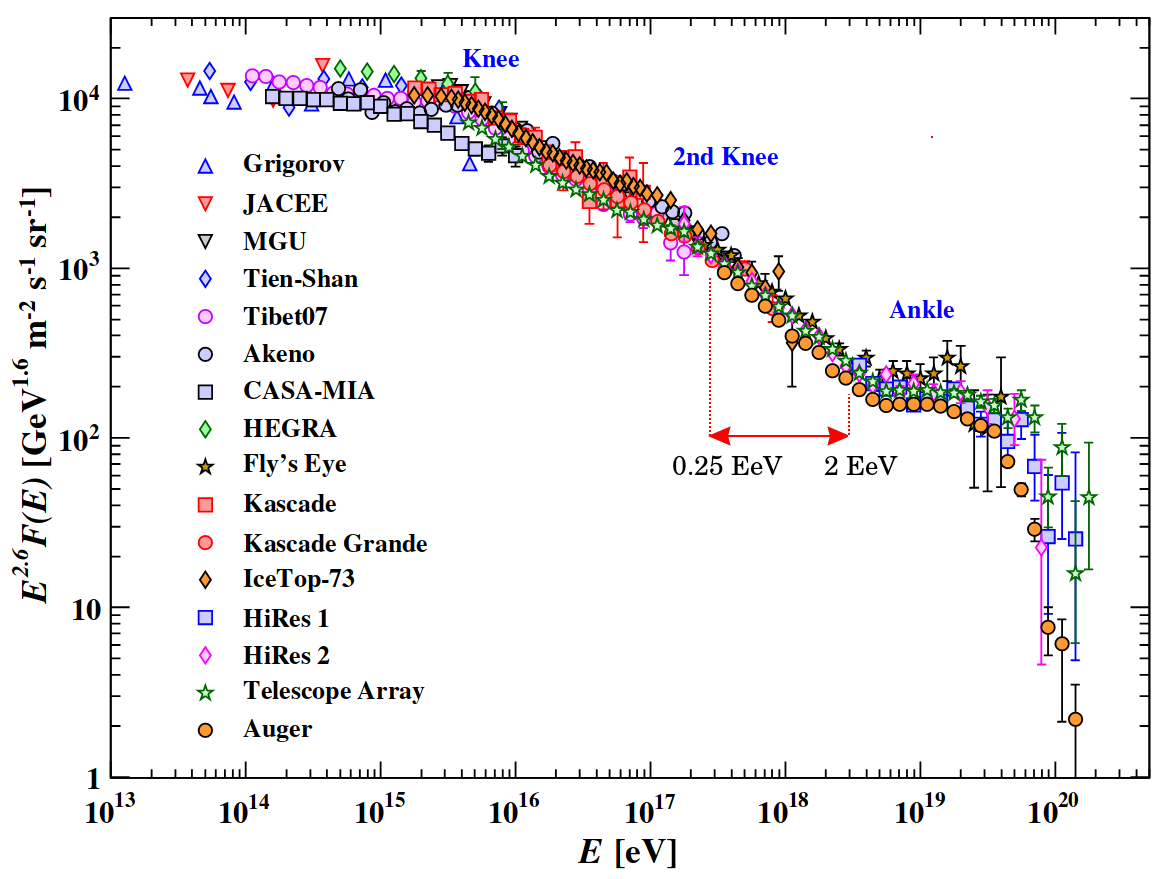 Knee
2nd Knee
Ankle
Grigorov
JACEE
MGU
Tien-Shan
Tibet07
Akeno
CASA-MIA
HEGRA
Fly's Eye
Kascade
Kascade Grande
IceTop-73
HiRes 1
HiRes 2
Telescope Array
Auger
0.25 EeV
2 EeV
E^2.6 F(E) [GeV^1.6 m^-2 s^-1 sr^-1]
10^4
10^3
10^2
10
1
10^13
10^14
10^15
10^16
10^17
10^18
10^19
10^20
E [eV]